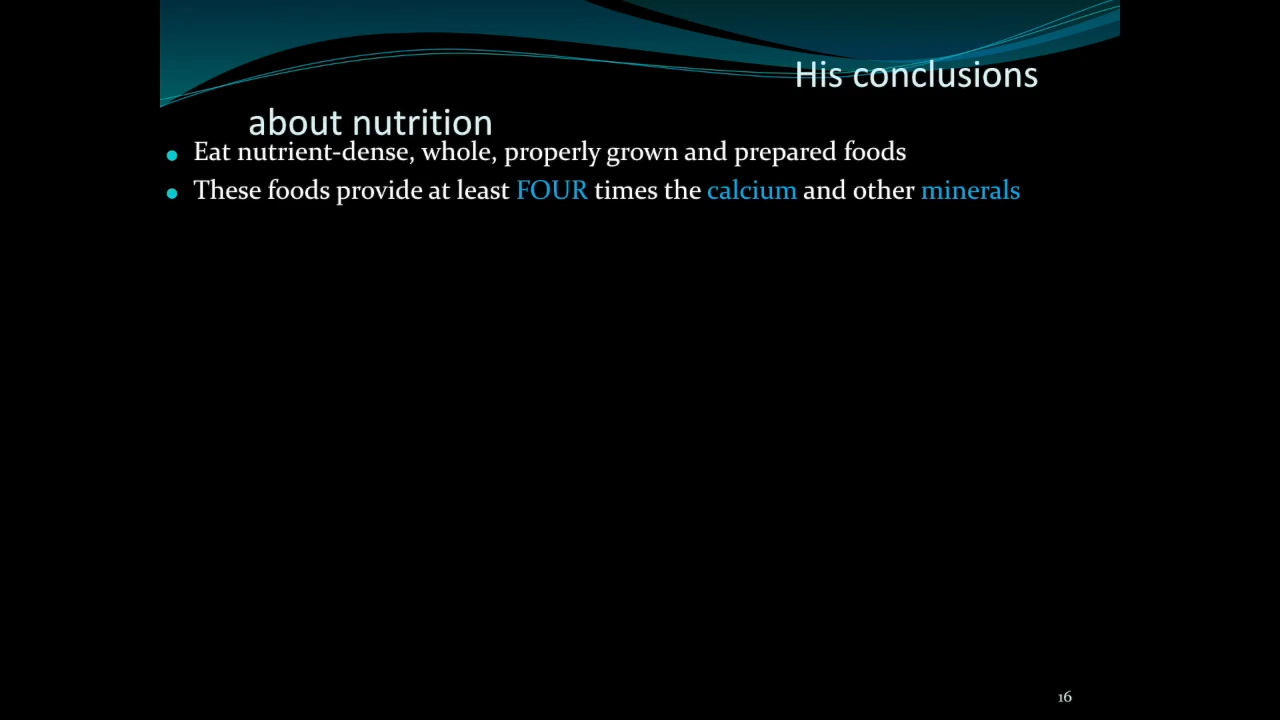 His conclusions
about nutrition
Eat nutrient-dense, whole, properly grown and prepared foods
These foods provide at least FOUR times the calcium and other minerals
16